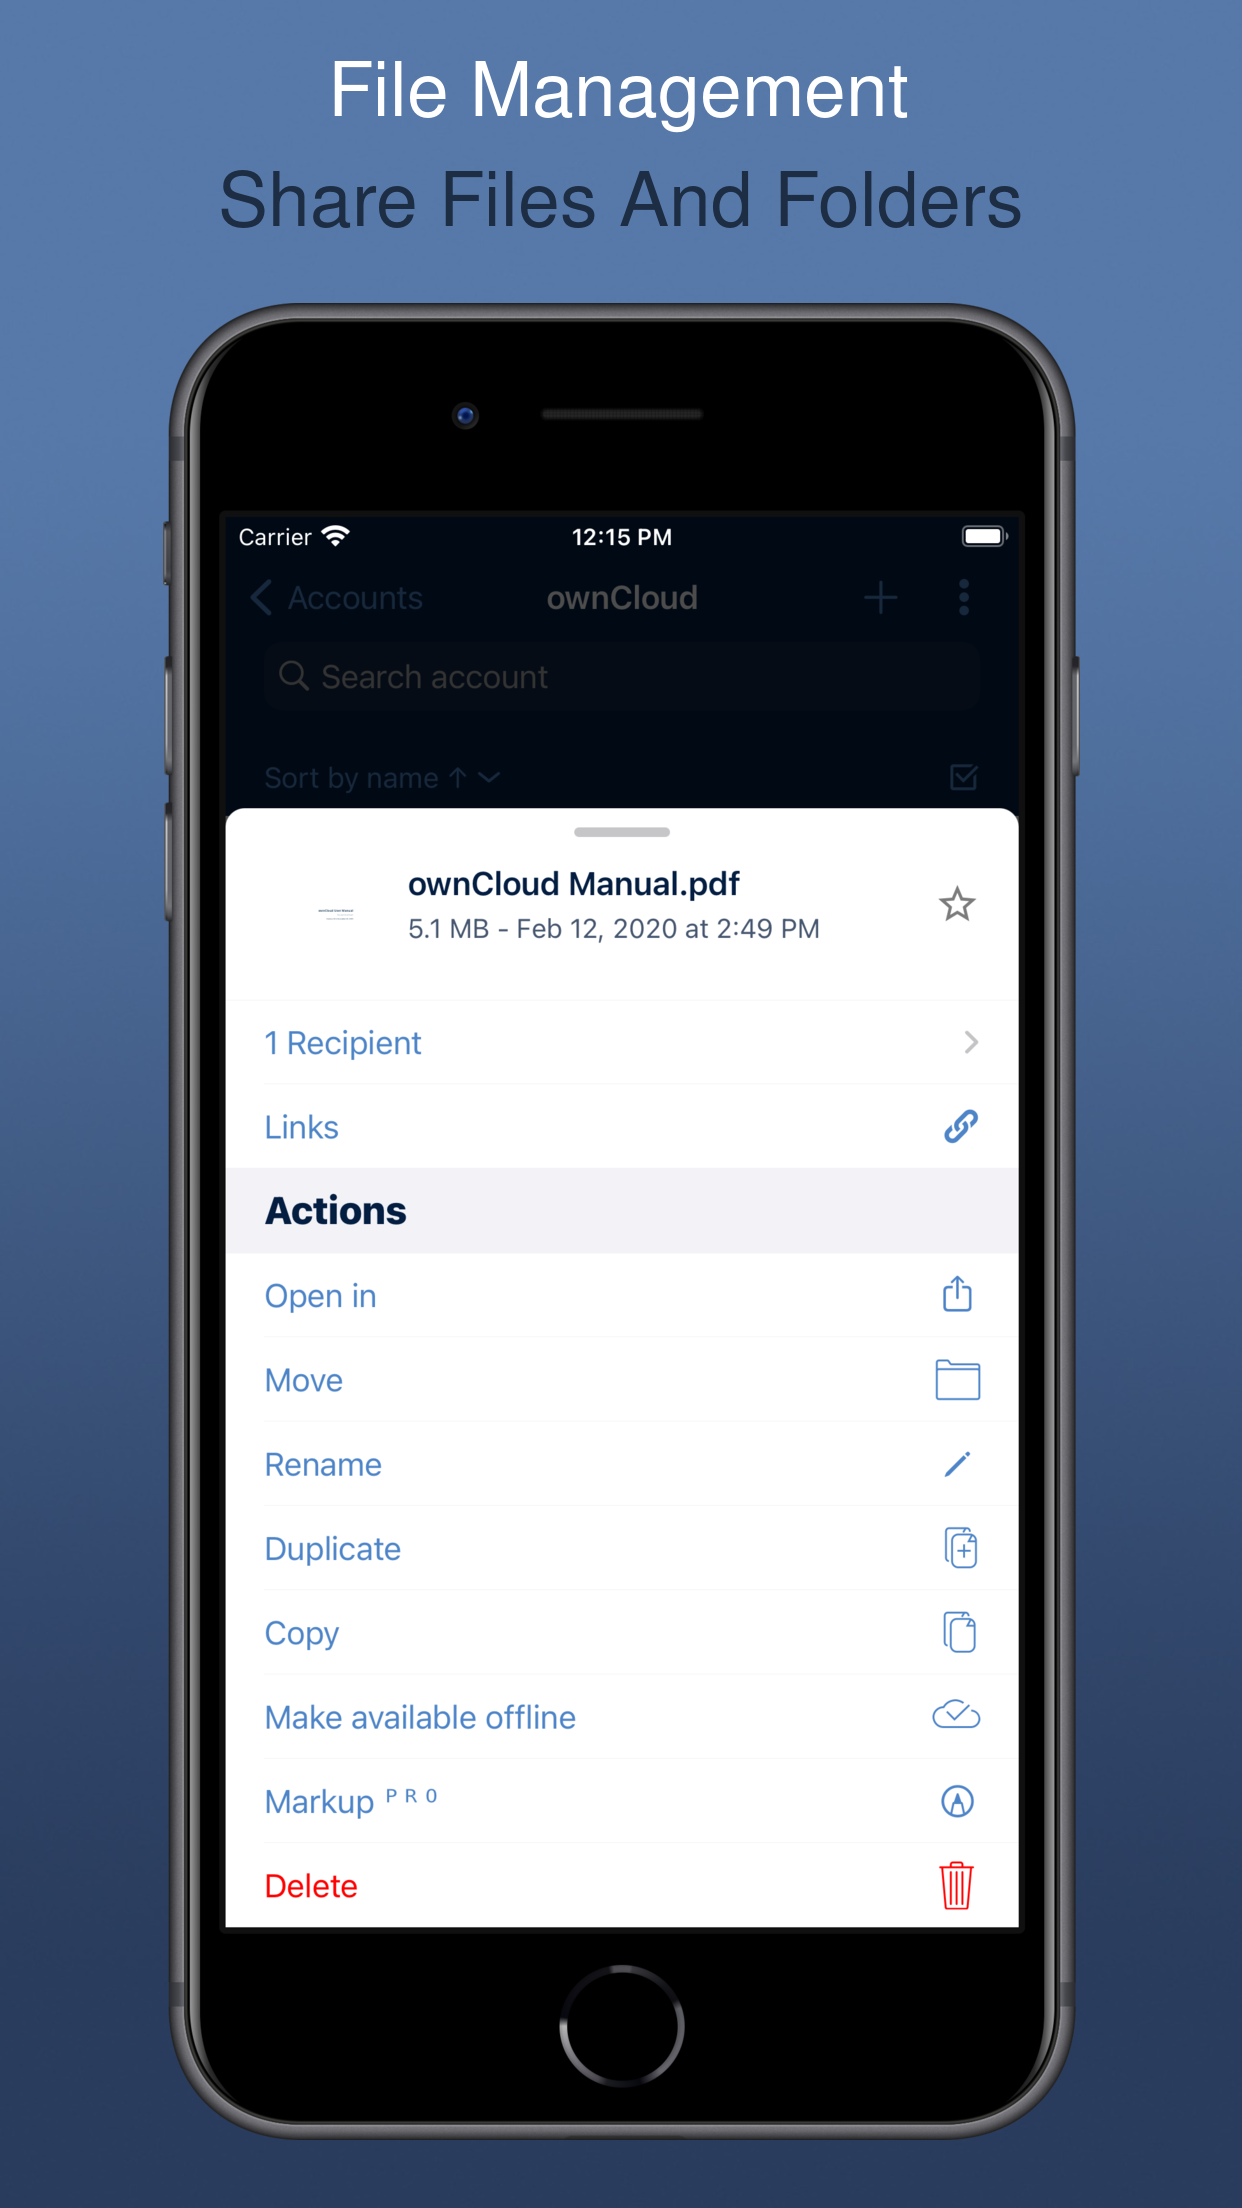 File Management
Share Files And Folders
Carrier 12:15 PM
Accounts ownCloud
Search account
Sort by name ↑
ownCloud Manual.pdf
5.1 MB - Feb 12, 2020 at 2:49 PM
1 Recipient
Links
Actions
Open in
Move
Rename
Duplicate
Copy
Make available offline
Markup PRO
Delete